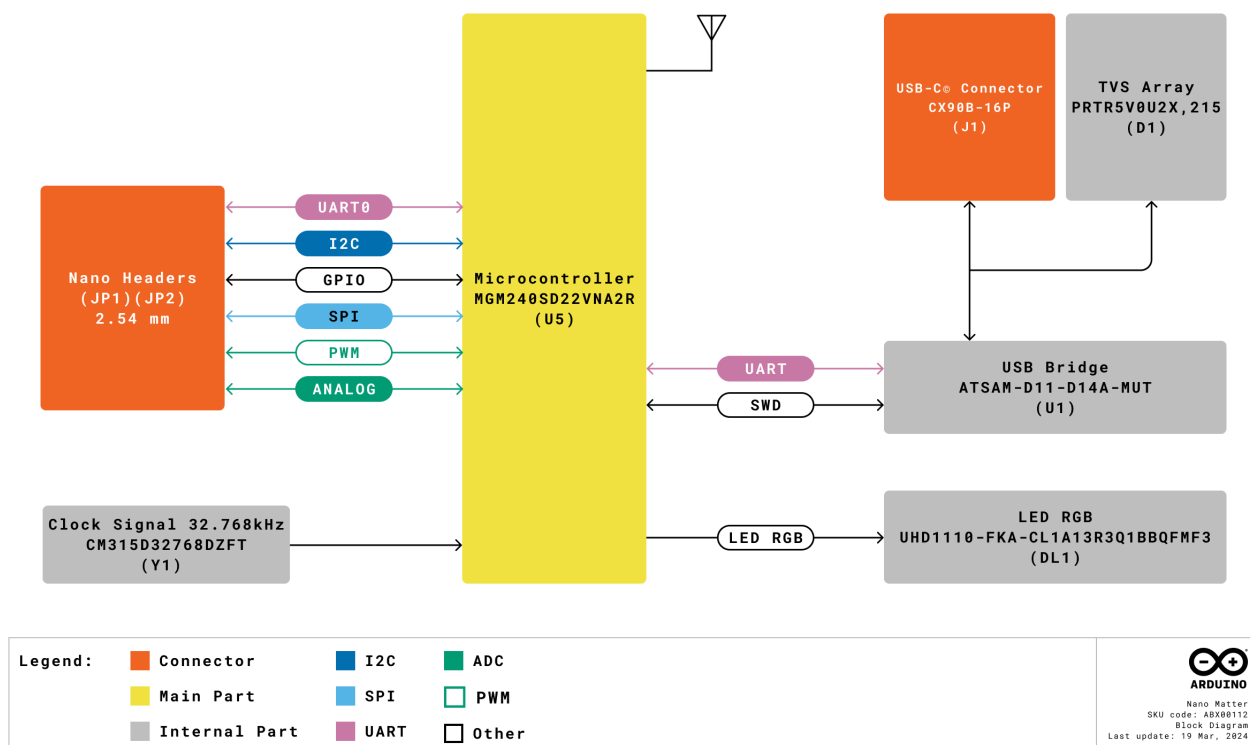 USB-C© Connector
CX90B-16P
(J1)
TVS Array
PRTR5V0U2X,215
(D1)
UART0
I2C
GPIO
SPI
PWM
ANALOG
Nano Headers
(JP1)(JP2)
2.54 mm
Microcontroller
MGM240SD22VNA2R
(U5)
UART
SWD
USB Bridge
ATSAM-D11-D14A-MUT
(U1)
Clock Signal 32.768kHz
CM315D32768DZFT
(Y1)
LED RGB
LED RGB
UHD1110-FKA-CL1A13R3Q1BBQFMF3
(DL1)
Legend:
Connector
Main Part
Internal Part
I2C
SPI
UART
ADC
PWM
Other
ARDUINO
Nano Matter
SKU code: ABX00112
Block Diagram
Last update: 19 Mar, 2024